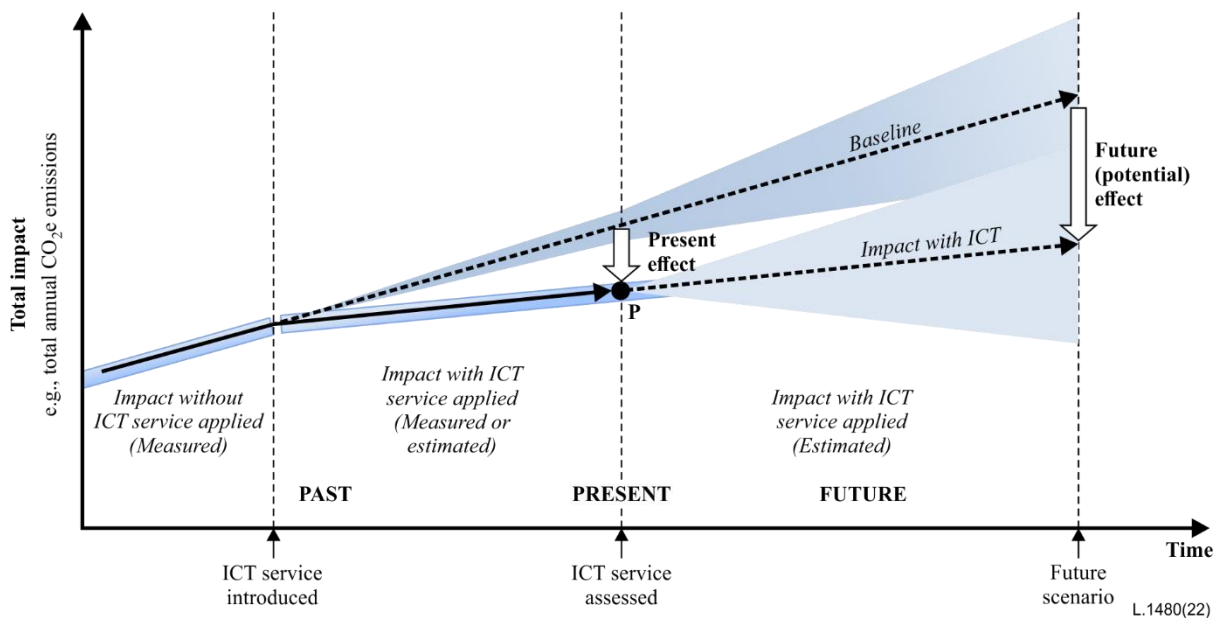 Total impact
e.g., total annual CO₂e emissions
Baseline
Future
(potential)
effect
Present
effect
Impact with ICT
P
Impact without
ICT service applied
(Measured)
Impact with ICT
service applied
(Measured or
estimated)
Impact with ICT
service applied
(Estimated)
PAST
PRESENT
FUTURE
Time
ICT service
introduced
ICT service
assessed
Future
scenario
L.1480(22)